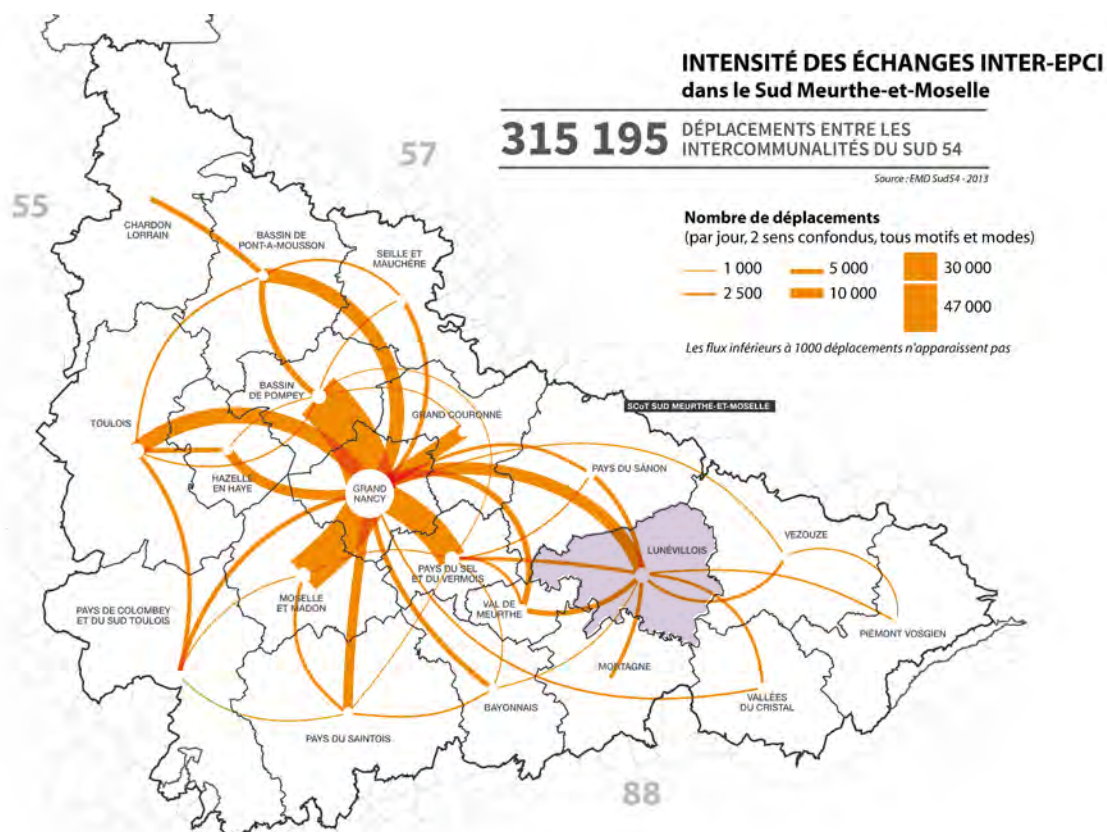 INTENSITÉ DES ÉCHANGES INTER-EPCI
dans le Sud Meurthe-et-Moselle
315 195
DÉPLACEMENTS ENTRE LES
INTERCOMMUNALITÉS DU SUD 54
Source : EMD Sud54 - 2013
Nombre de déplacements
(par jour, 2 sens confondus, tous motifs et modes)
1 000
5 000
30 000
2 500
10 000
47 000
Les flux inférieurs à 1000 déplacements n'apparaissent pas
57
55
CHARDON
LORRAIN
BASSIN DE
PONT-A-MOUSSON
SEILLE ET
MAUCHÈRE
BASSIN
DE POMPEY
GRAND COURONNÉ
SCoT SUD MEURTHE-ET-MOSELLE
TOULOIS
HAZELLE
EN HAYE
GRAND
NANCY
PAYS DU SÂNON
LUNÉVILLOIS
VEZOUZE
PAYS DU SEL
ET DU VERMOIS
MOSELLE
ET MADON
VAL DE
MEURTHE
PAYS DE COLOMBEY
ET DU SUD TOULOIS
PIÉMONT VOSGIEN
MORTAGNE
VALLÉES
DU CRISTAL
BAYONNAIS
PAYS DU SAINTOIS
88